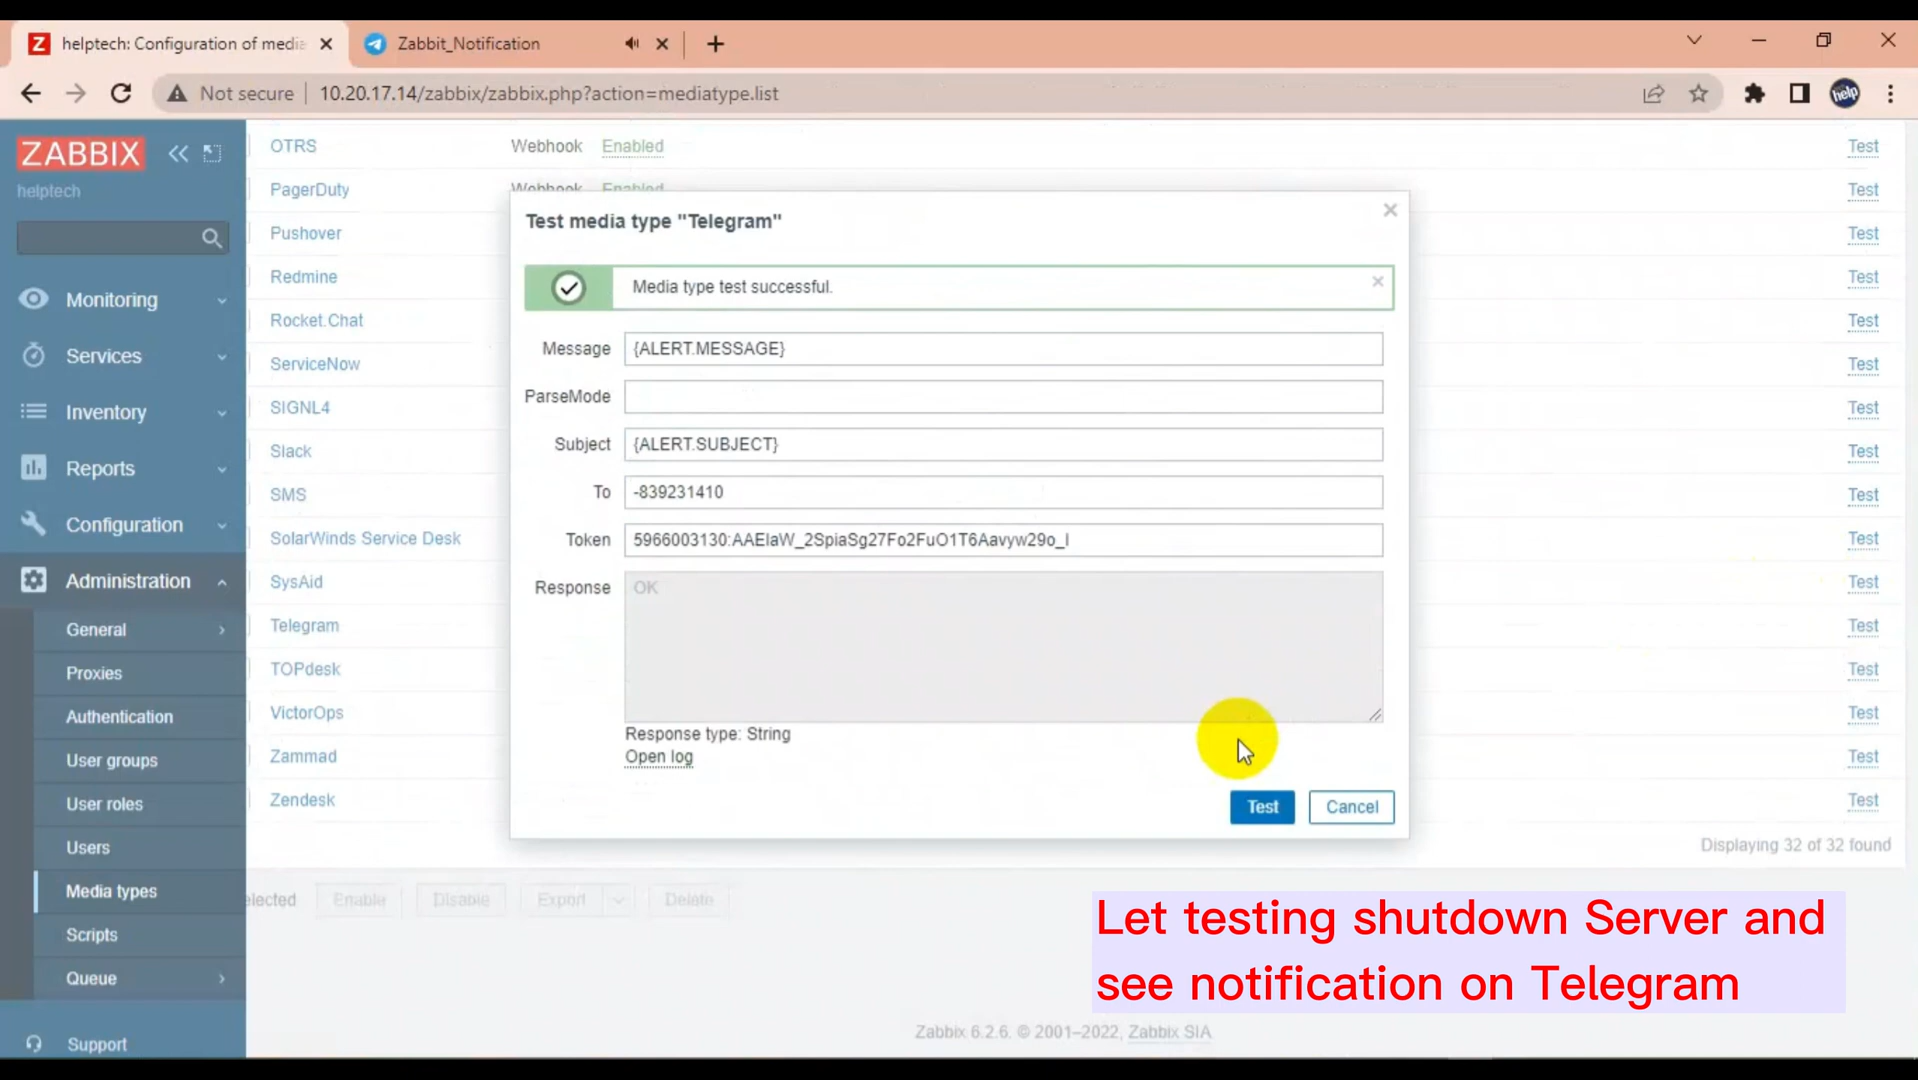 helptech: Configuration of medi
Zabbit_Notification
Not secure
10.20.17.14/zabbix/zabbix.php?action=mediatype.list
help
ZABBIX
helptech
Monitoring
Services
Inventory
Reports
Configuration
Administration
General
Proxies
Authentication
User groups
User roles
Users
Media types
Scripts
Queue
Support
OTRS Webhook Enabled Test
PagerDuty Webhook Enabled Test
Pushover Test
Redmine Test
Rocket.Chat Test
ServiceNow Test
SIGNL4 Test
Slack Test
SMS Test
SolarWinds Service Desk Test
SysAid Test
Telegram Test
TOPdesk Test
VictorOps Test
Zammad Test
Zendesk Test
Displaying 32 of 32 found
elected Enable Disable Export Delete
Test media type "Telegram"
Media type test successful.
Message {ALERT.MESSAGE}
ParseMode
Subject {ALERT.SUBJECT}
To -839231410
Token 5966003130:AAElaW_2SpiaSg27Fo2FuO1T6Aavyw29o_I
Response OK
Response type: String
Open log
Test Cancel
Let testing shutdown Server and
see notification on Telegram
Zabbix 6.2.6. © 2001–2022, Zabbix SIA